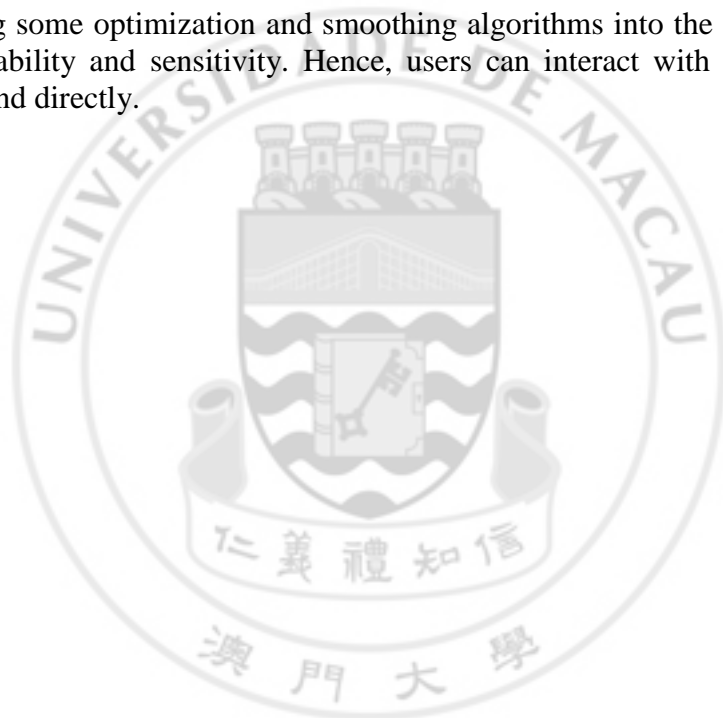 g some optimization and smoothing algorithms into the
ability and sensitivity. Hence, users can interact with
nd directly.
UNIVERSIDADE DE MACAU
仁義禮知信
澳門大學